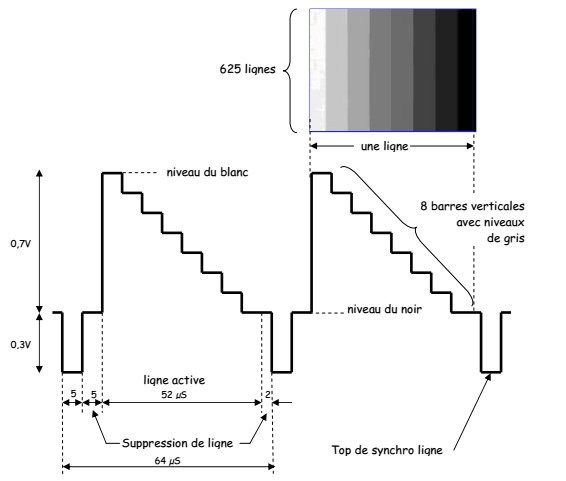 625 lignes
une ligne
niveau du blanc
8 barres verticales
avec niveaux
de gris
0,7V
niveau du noir
0,3V
ligne active
5
5
52 µS
2
Suppression de ligne
64 µS
Top de synchro ligne